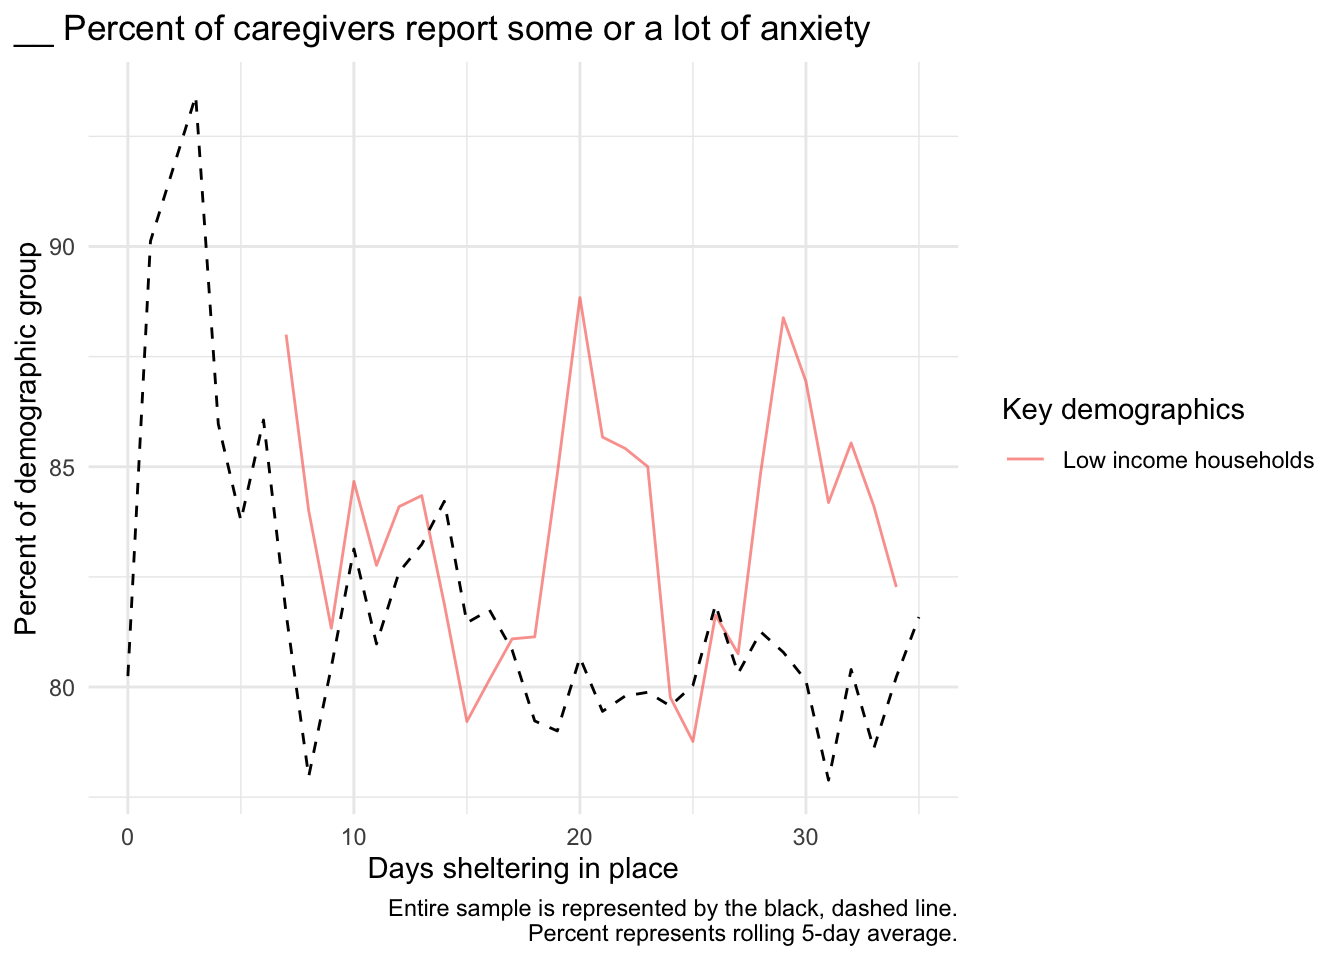 __ Percent of caregivers report some or a lot of anxiety
Percent of demographic group
90
85
80
0 10 20 30
Days sheltering in place
Key demographics
Low income households
Entire sample is represented by the black, dashed line.
Percent represents rolling 5-day average.